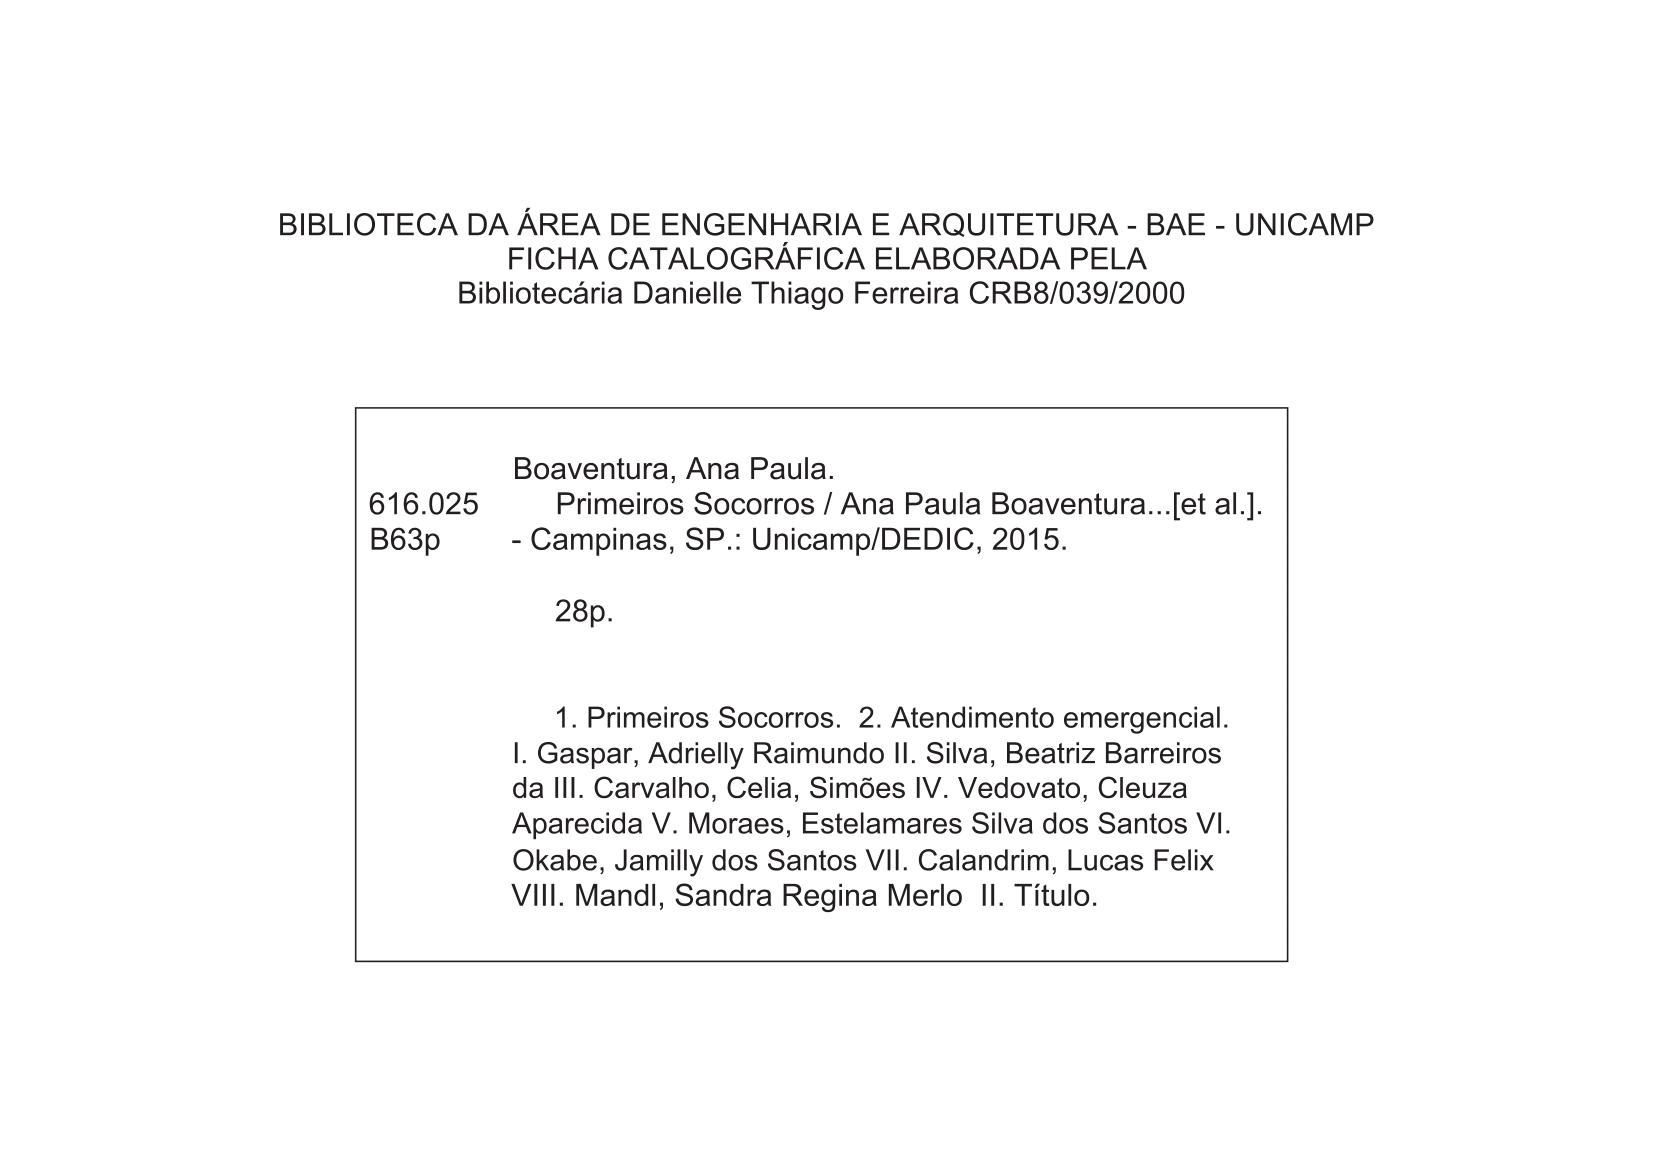 BIBLIOTECA DA ÁREA DE ENGENHARIA E ARQUITETURA - BAE - UNICAMP
FICHA CATALOGRÁFICA ELABORADA PELA
Bibliotecária Danielle Thiago Ferreira CRB8/039/2000
Boaventura, Ana Paula.
616.025 Primeiros Socorros / Ana Paula Boaventura...[et al.].
B63p - Campinas, SP.: Unicamp/DEDIC, 2015.
28p.
1. Primeiros Socorros. 2. Atendimento emergencial.
I. Gaspar, Adrielly Raimundo II. Silva, Beatriz Barreiros
da III. Carvalho, Celia, Simões IV. Vedovato, Cleuza
Aparecida V. Moraes, Estelamares Silva dos Santos VI.
Okabe, Jamilly dos Santos VII. Calandrim, Lucas Felix
VIII. Mandl, Sandra Regina Merlo II. Título.